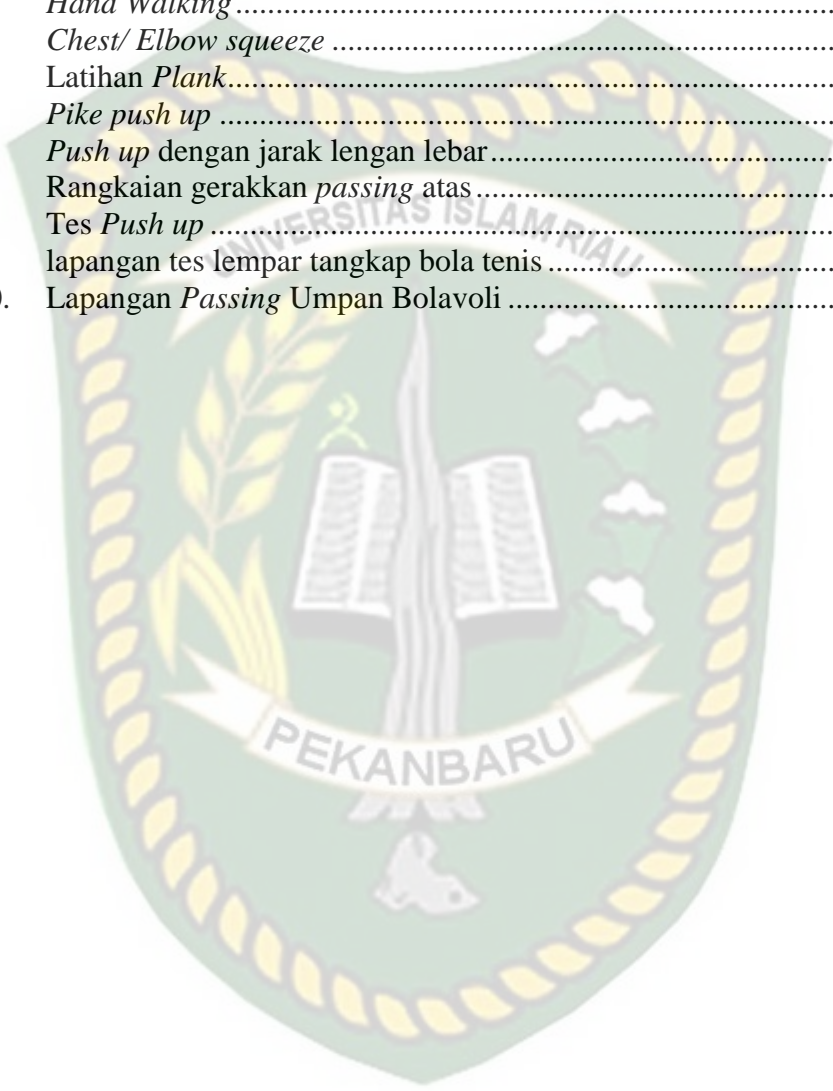 Hand Walking
Chest/ Elbow squeeze
Latihan Plank
Pike push up
Push up dengan jarak lengan lebar
Rangkaian gerakkan passing atas
Tes Push up
lapangan tes lempar tangkap bola tenis
Lapangan Passing Umpan Bolavoli
UNIVERSITAS ISLAM RIAU
PEKANBARU